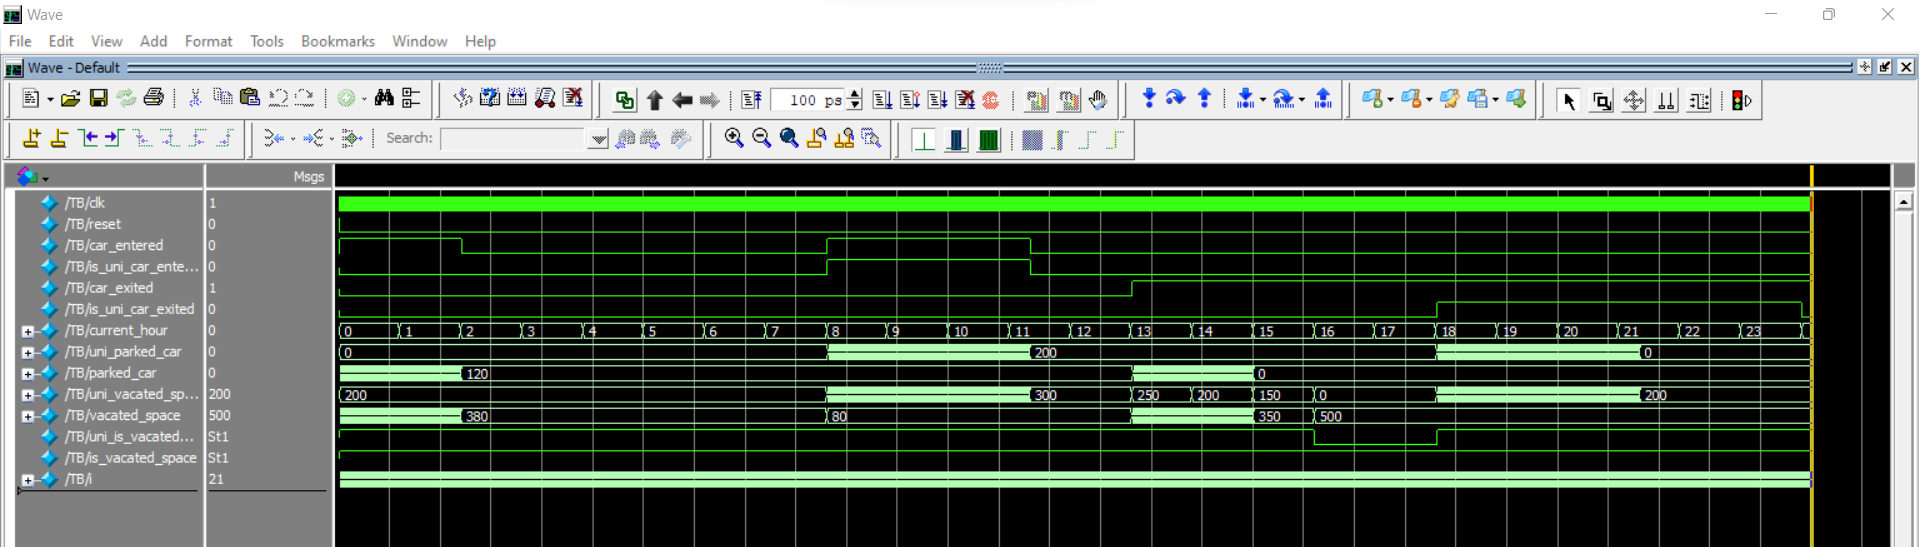 Wave
File Edit View Add Format Tools Bookmarks Window Help
Wave - Default
100 ps
Search:
Msgs
/TB/clk 1
/TB/reset 0
/TB/car_entered 0
/TB/is_uni_car_ente... 0
/TB/car_exited 1
/TB/is_uni_car_exited 0
/TB/current_hour 0 0 1 2 3 4 5 6 7 8 9 10 11 12 13 14 15 16 17 18 19 20 21 22 23
/TB/uni_parked_car 0 0 200 0
/TB/parked_car 0 120 0
/TB/uni_vacated_sp... 200 200 300 250 200 150 0 200
/TB/vacated_space 500 380 80 350 500
/TB/uni_is_vacated... St1
/TB/is_vacated_space St1
/TB/i 21